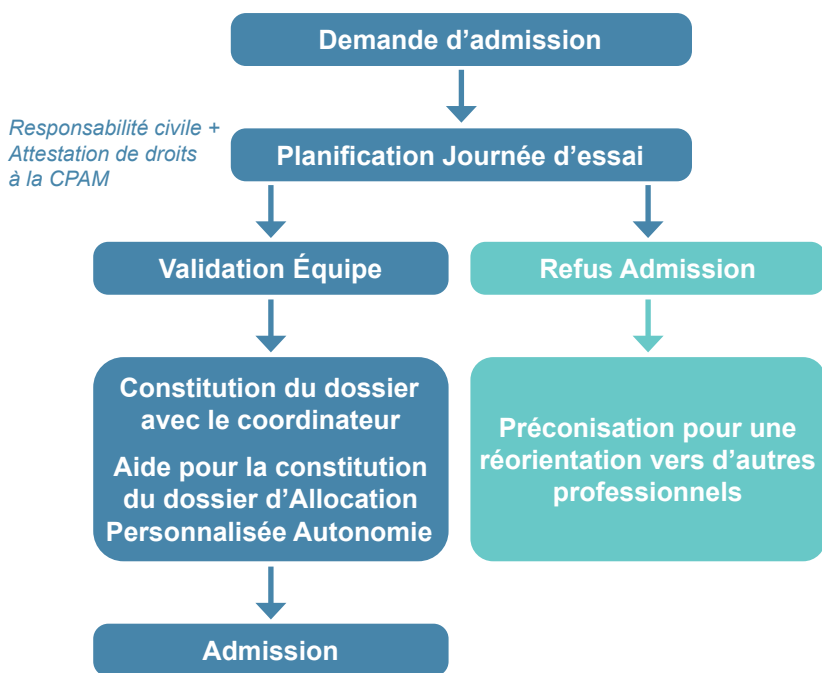 Demande d’admission
Responsabilité civile +
Attestation de droits
à la CPAM
Planification Journée d’essai
Validation Équipe
Refus Admission
Constitution du dossier
avec le coordinateur
Aide pour la constitution
du dossier d’Allocation
Personnalisée Autonomie
Préconisation pour une
réorientation vers d’autres
professionnels
Admission